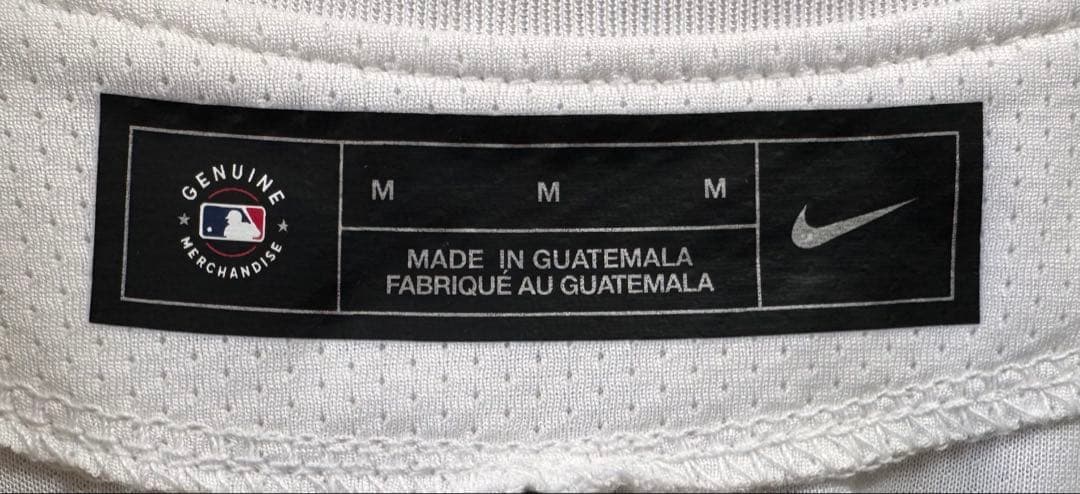 GENUINE
MERCHANDISE
M M M
MADE IN GUATEMALA
FABRIQUÉ AU GUATEMALA